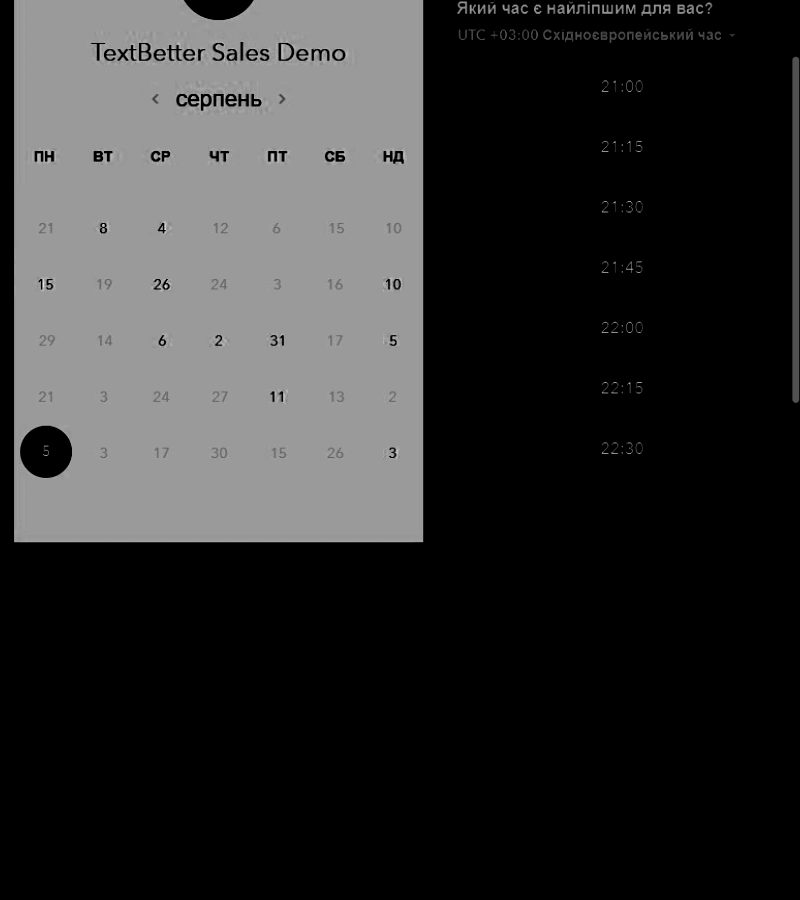 TextBetter Sales Demo
серпень
ПН ВТ СР ЧТ ПТ СБ НД
21 8 4 12 6 15 10
15 19 26 24 3 16 10
29 14 6 2 31 17 5
21 3 24 27 11 13 2
5 3 17 30 15 26 3
Який час є найліпшим для вас?
UTC +03:00 Східноєвропейський час
21:00
21:15
21:30
21:45
22:00
22:15
22:30